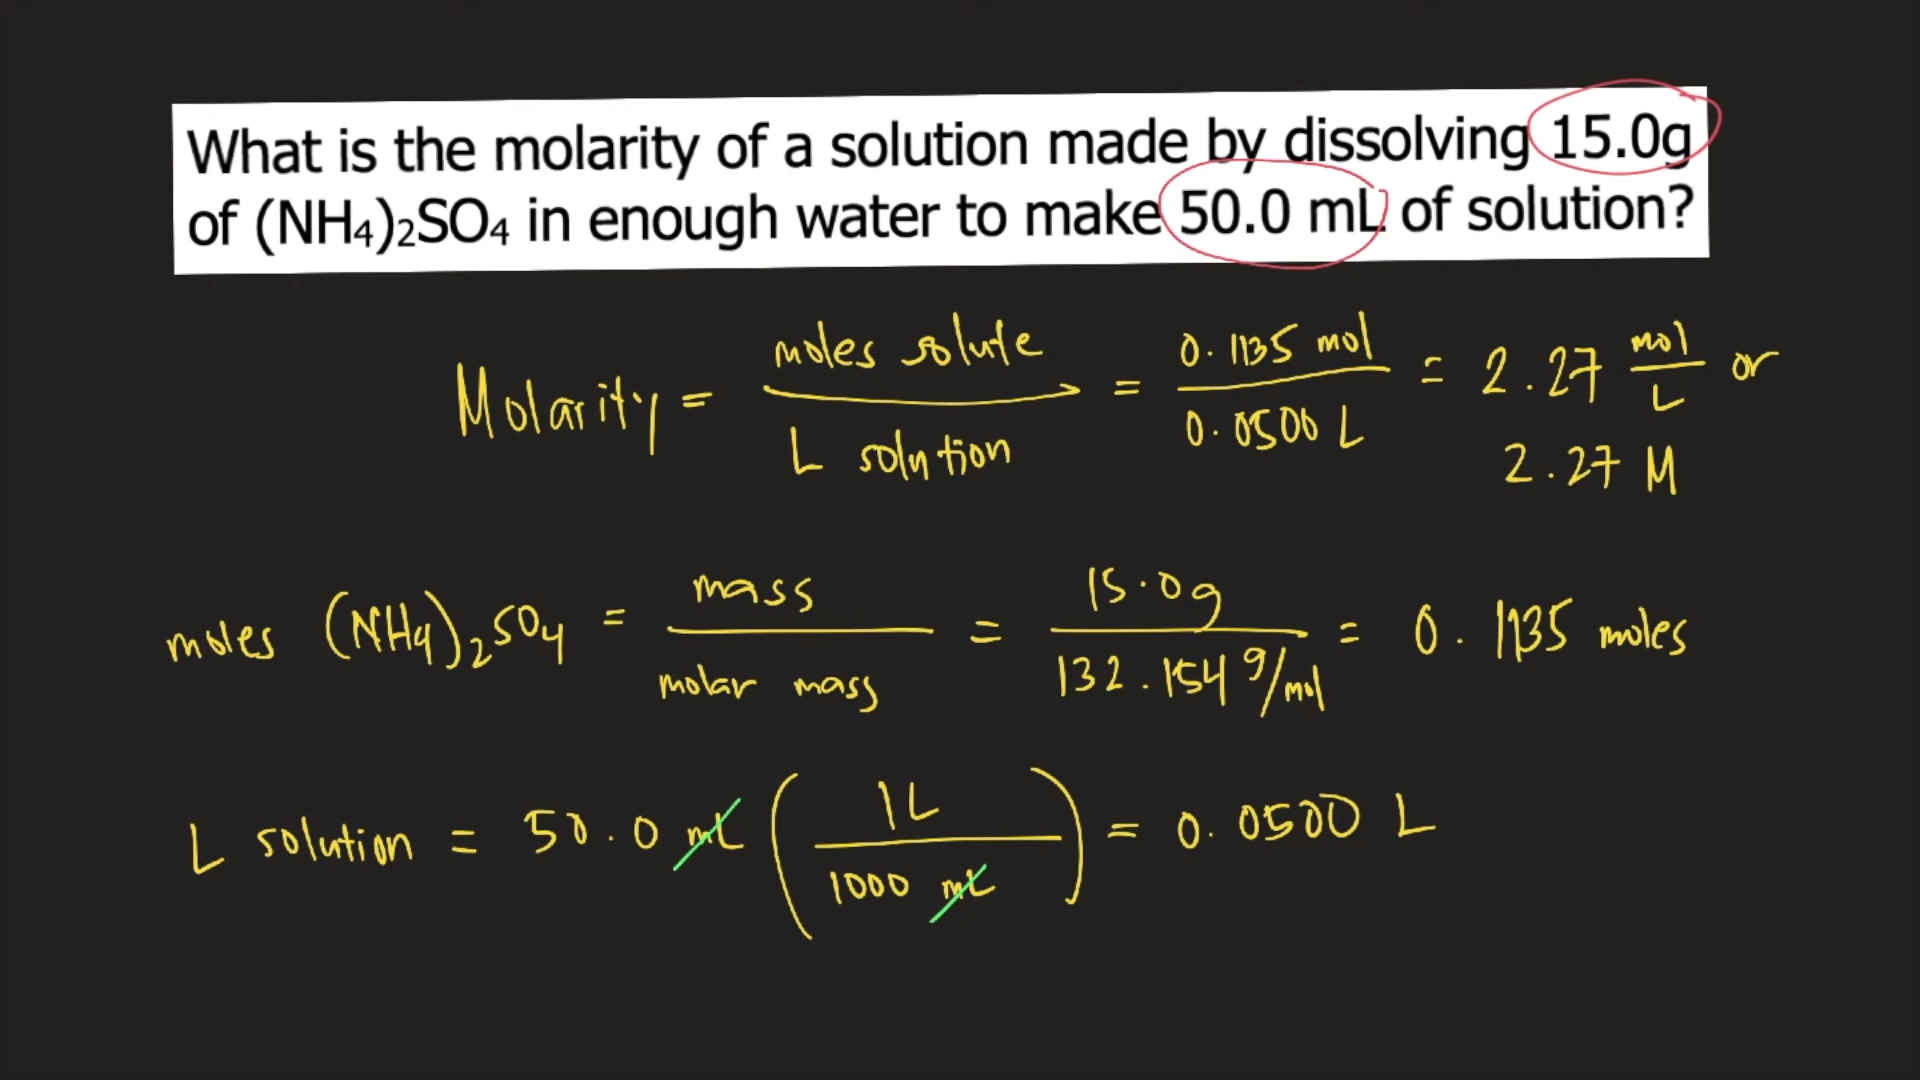 What is the molarity of a solution made by dissolving 15.0g
of (NH4)2SO4 in enough water to make 50.0 mL of solution?
Molarity = moles solute / L solution = 0.1135 mol / 0.0500 L = 2.27 mol/L or
2.27 M
moles (NH4)2SO4 = mass / molar mass = 15.0g / 132.154 g/mol = 0.1135 moles
L solution = 50.0 mL (1L / 1000 mL) = 0.0500 L